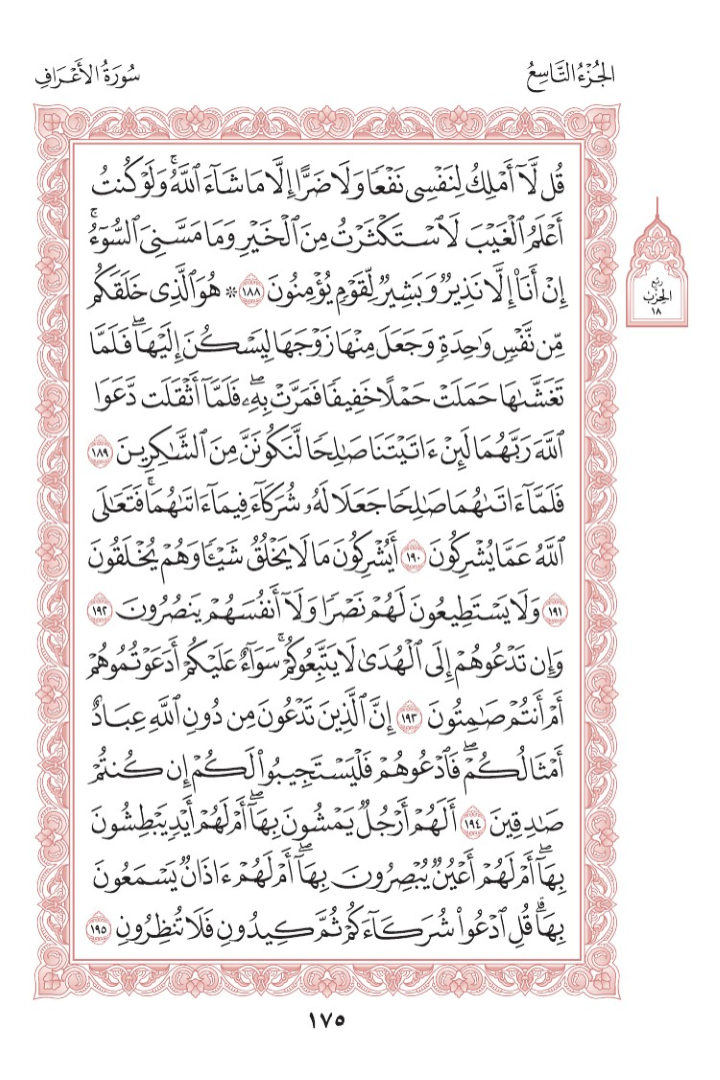 الجُزْءُ التَّاسِعُ
سُورَةُ الأَعْرَافِ
قُل لَّآ أَمْلِكُ لِنَفْسِى نَفْعًا وَلَا ضَرًّا إِلَّا مَا شَآءَ ٱللَّهُۚ وَلَوْ كُنتُ
أَعْلَمُ ٱلْغَيْبَ لَٱسْتَكْثَرْتُ مِنَ ٱلْخَيْرِ وَمَا مَسَّنِىَ ٱلسُّوٓءُۚ
إِنْ أَنَا۠ إِلَّا نَذِيرٌ وَبَشِيرٌ لِّقَوْمٍ يُؤْمِنُونَ ١٨٨ ۞ هُوَ ٱلَّذِى خَلَقَكُم
مِّن نَّفْسٍ وَٰحِدَةٍ وَجَعَلَ مِنْهَا زَوْجَهَا لِيَسْكُنَ إِلَيْهَاۖ فَلَمَّا
تَغَشَّىٰهَا حَمَلَتْ حَمْلًا خَفِيفًا فَمَرَّتْ بِهِۦۖ فَلَمَّآ أَثْقَلَت دَّعَوَا
ٱللَّهَ رَبَّهُمَا لَئِنْ ءَاتَيْتَنَا صَٰلِحًا لَّنَكُونَنَّ مِنَ ٱلشَّٰكِرِينَ ١٨٩
فَلَمَّآ ءَاتَىٰهُمَا صَٰلِحًا جَعَلَا لَهُۥ شُرَكَآءَ فِيمَآ ءَاتَىٰهُمَاۚ فَتَعَٰلَى
ٱللَّهُ عَمَّا يُشْرِكُونَ ١٩٠ أَيُشْرِكُونَ مَا لَا يَخْلُقُ شَيْـًٔا وَهُمْ يُخْلَقُونَ
١٩١ وَلَا يَسْتَطِيعُونَ لَهُمْ نَصْرًا وَلَآ أَنفُسَهُمْ يَنصُرُونَ ١٩٢
وَإِن تَدْعُوهُمْ إِلَى ٱلْهُدَىٰ لَا يَتَّبِعُوكُمْۚ سَوَآءٌ عَلَيْكُمْ أَدَعَوْتُمُوهُمْ
أَمْ أَنتُمْ صَٰمِتُونَ ١٩٣ إِنَّ ٱلَّذِينَ تَدْعُونَ مِن دُونِ ٱللَّهِ عِبَادٌ
أَمْثَالُكُمْۖ فَٱدْعُوهُمْ فَلْيَسْتَجِيبُوا۟ لَكُمْ إِن كُنتُمْ
صَٰدِقِينَ ١٩٤ أَلَهُمْ أَرْجُلٌ يَمْشُونَ بِهَآۖ أَمْ لَهُمْ أَيْدٍ يَبْطِشُونَ
بِهَآۖ أَمْ لَهُمْ أَعْيُنٌ يُبْصِرُونَ بِهَآۖ أَمْ لَهُمْ ءَاذَانٌ يَسْمَعُونَ
بِهَاۗ قُلِ ٱدْعُوا۟ شُرَكَآءَكُمْ ثُمَّ كِيدُونِ فَلَا تُنظِرُونِ ١٩٥
ربع
الحزب
١٨
١٧٥